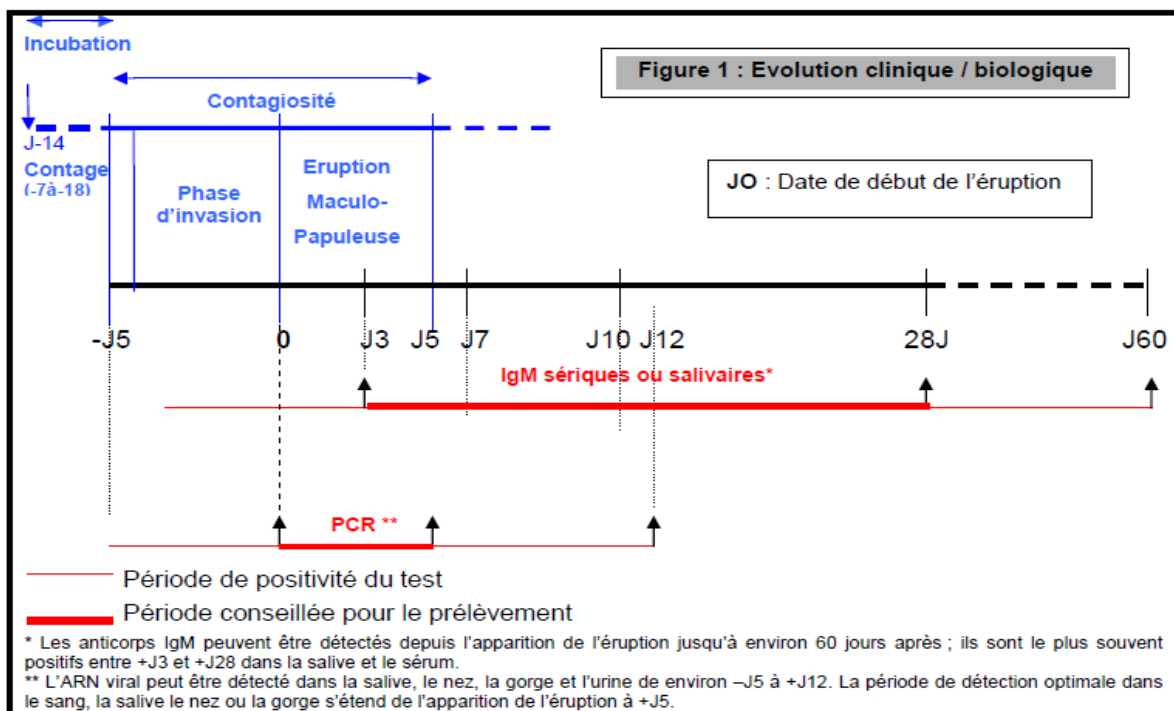 Incubation
Figure 1 : Evolution clinique / biologique
Contagiosité
J-14
Contage
(-7à-18)
Phase
d'invasion
Eruption
Maculo-
Papuleuse
JO : Date de début de l'éruption
-J5 0 J3 J5 J7 J10 J12 28J J60
IgM sériques ou salivaires*
PCR **
Période de positivité du test
Période conseillée pour le prélèvement
* Les anticorps IgM peuvent être détectés depuis l'apparition de l'éruption jusqu'à environ 60 jours après ; ils sont le plus souvent
positifs entre +J3 et +J28 dans la salive et le sérum.
** L'ARN viral peut être détecté dans la salive, le nez, la gorge et l'urine de environ –J5 à +J12. La période de détection optimale dans
le sang, la salive le nez ou la gorge s'étend de l'apparition de l'éruption à +J5.